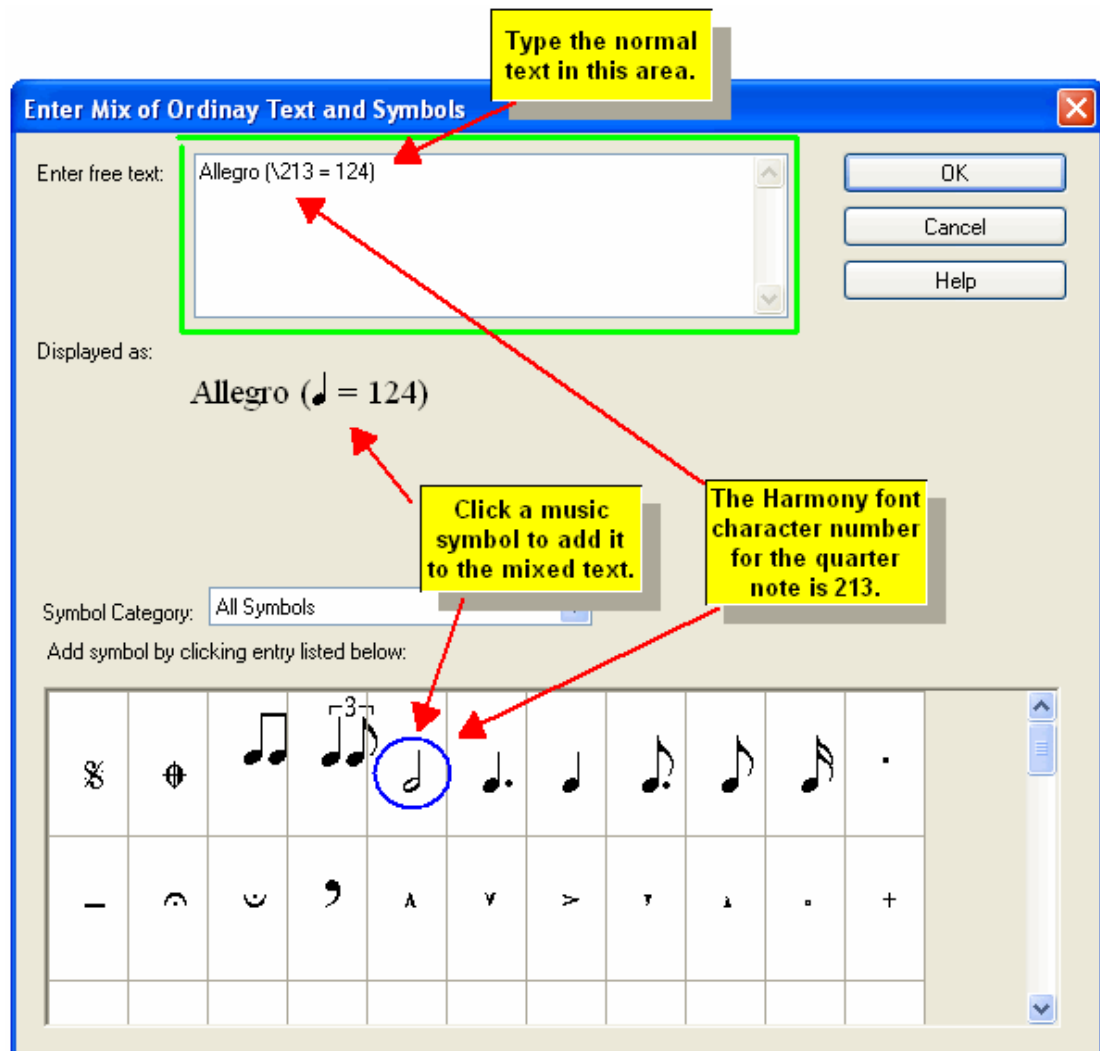 Type the normal
text in this area.
Enter Mix of Ordinay Text and Symbols
Enter free text:
Allegro (\213 = 124)
OK
Cancel
Help
Displayed as:
Allegro (♩ = 124)
Click a music
symbol to add it
to the mixed text.
The Harmony font
character number
for the quarter
note is 213.
Symbol Category:
All Symbols
Add symbol by clicking entry listed below:
3